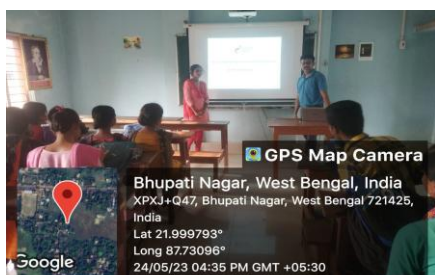 GPS Map Camera
Bhupati Nagar, West Bengal, India
XPXJ+Q47, Bhupati Nagar, West Bengal 721425,
India
Lat 21.999793°
Long 87.73096°
24/05/23 04:35 PM GMT +05:30
Google